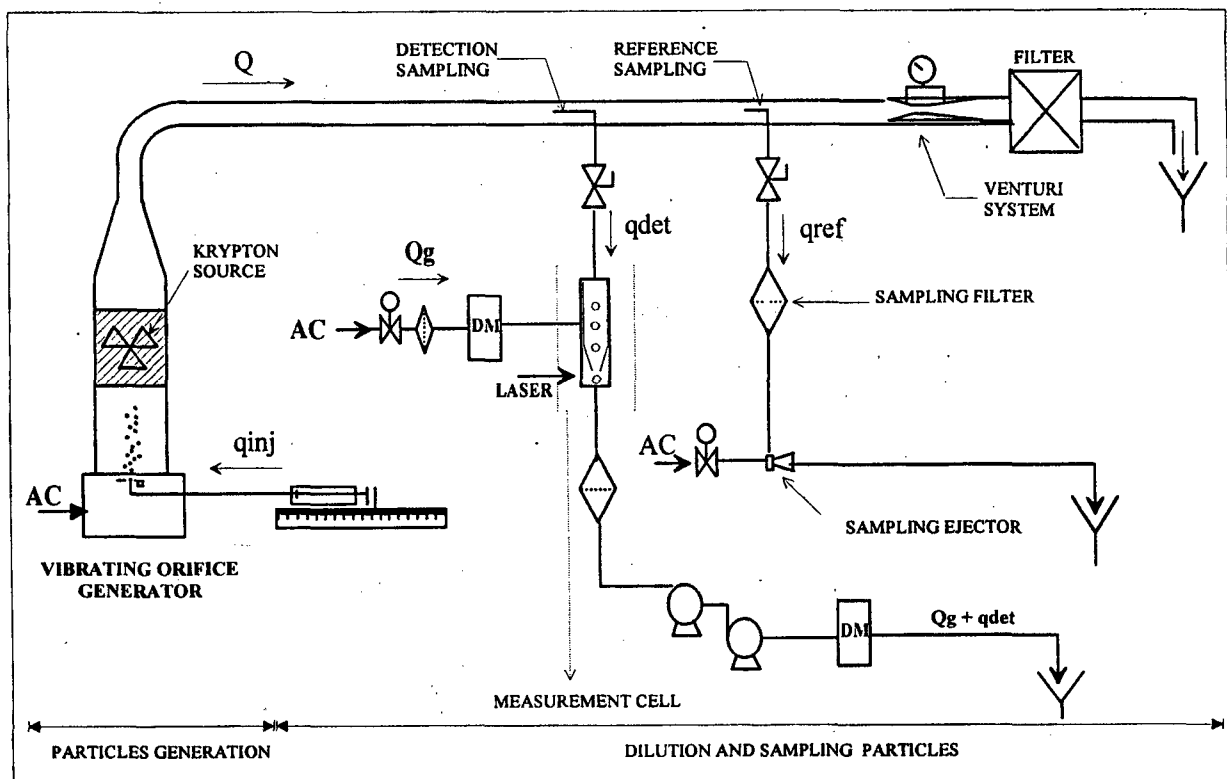 DETECTION
SAMPLING
REFERENCE
SAMPLING
FILTER
Q
VENTURI
SYSTEM
qdet
qref
KRYPTON
SOURCE
Qg
SAMPLING FILTER
AC
DM
LASER
qinj
AC
AC
SAMPLING EJECTOR
VIBRATING ORIFICE
GENERATOR
DM
Qg + qdet
MEASUREMENT CELL
PARTICLES GENERATION
DILUTION AND SAMPLING PARTICLES